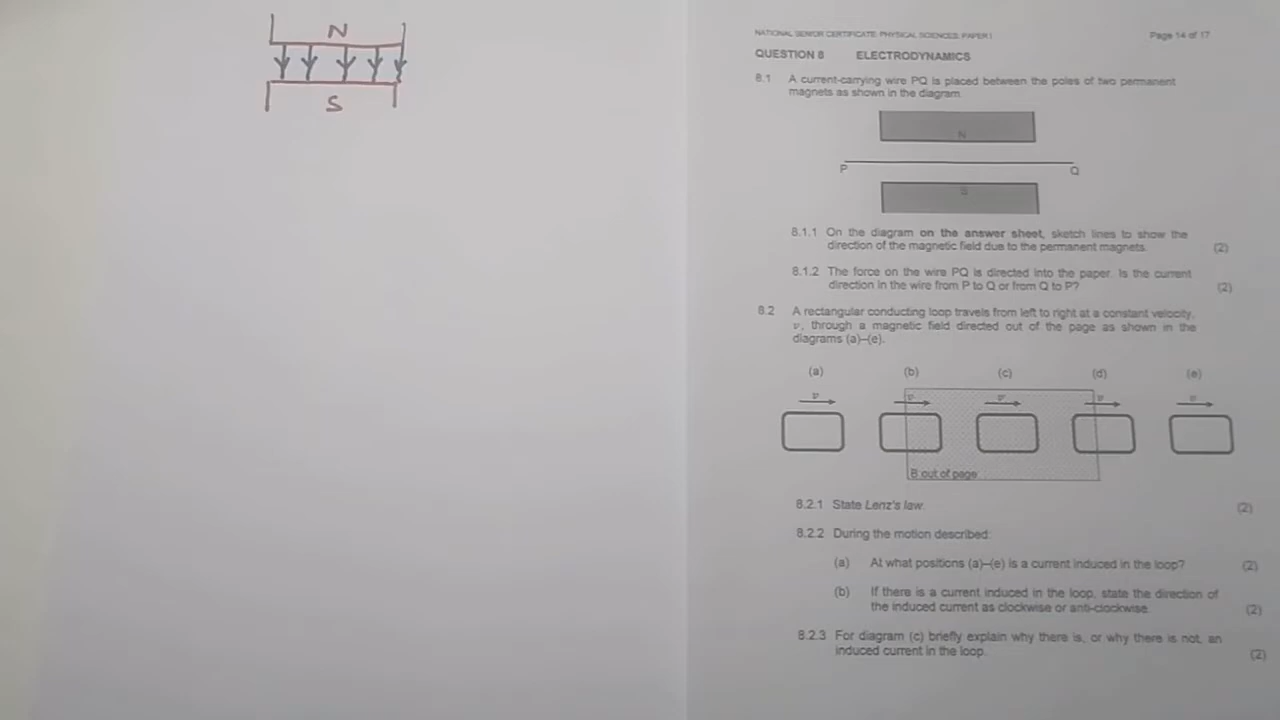 N
S
NATIONAL SENIOR CERTIFICATE: PHYSICAL SCIENCES: PAPER I
Page 14 of 17
QUESTION 8 ELECTRODYNAMICS
8.1 A current-carrying wire PQ is placed between the poles of two permanent
magnets as shown in the diagram.
N
P Q
S
8.1.1 On the diagram on the answer sheet, sketch lines to show the
direction of the magnetic field due to the permanent magnets. (2)
8.1.2 The force on the wire PQ is directed into the paper. Is the current
direction in the wire from P to Q or from Q to P? (2)
8.2 A rectangular conducting loop travels from left to right at a constant velocity,
v, through a magnetic field directed out of the page as shown in the
diagrams (a)–(e).
(a) (b) (c) (d) (e)
v v v v v
B out of page
8.2.1 State Lenz's law. (2)
8.2.2 During the motion described:
(a) At what positions (a)–(e) is a current induced in the loop? (2)
(b) If there is a current induced in the loop, state the direction of
the induced current as clockwise or anti-clockwise. (2)
8.2.3 For diagram (c) briefly explain why there is, or why there is not, an
induced current in the loop. (2)